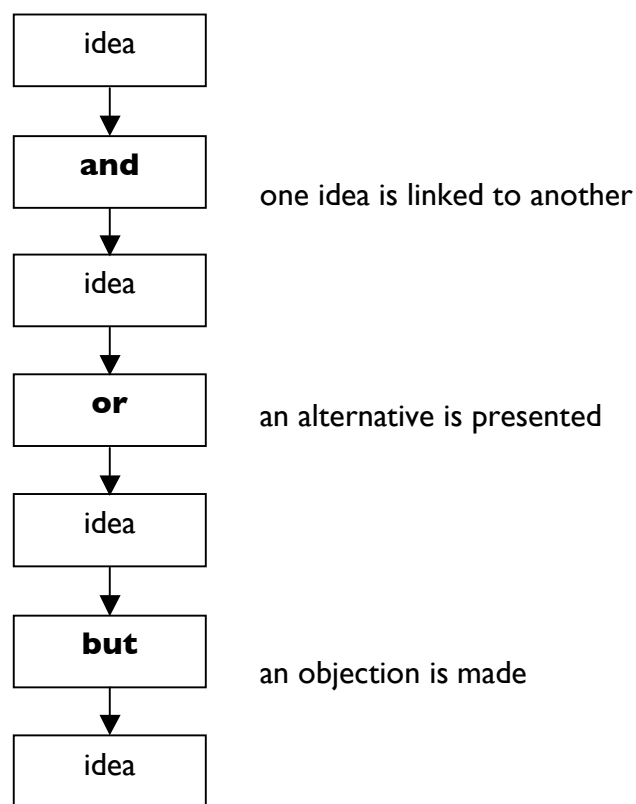 idea
and
one idea is linked to another
idea
or
an alternative is presented
idea
but
an objection is made
idea